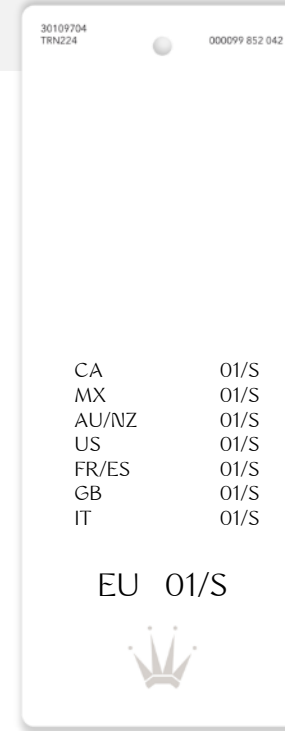 30109704
TRN224
000099 852 042
CA 01/S
MX 01/S
AU/NZ 01/S
US 01/S
FR/ES 01/S
GB 01/S
IT 01/S
EU 01/S